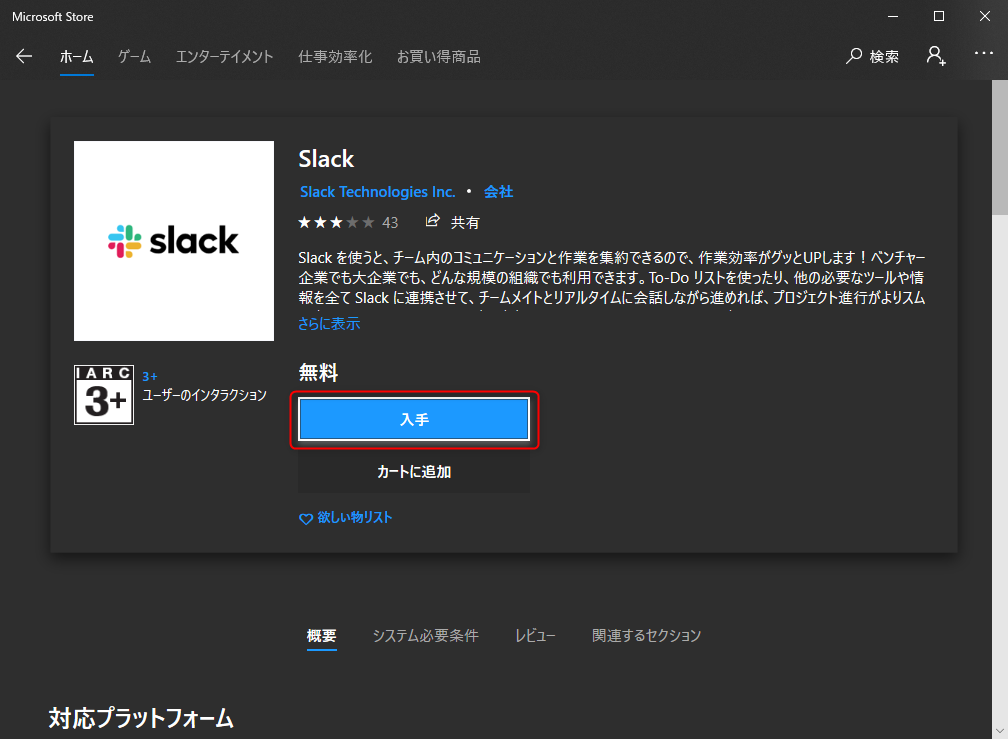 Microsoft Store
ホーム
ゲーム
エンターテイメント
仕事効率化
お買い得商品
検索
slack
Slack
Slack Technologies Inc. • 会社
43 共有
Slack を使うと、チーム内のコミュニケーションと作業を集約できるので、作業効率がグッとUPします！ベンチャー
企業でも大企業でも、どんな規模の組織でも利用できます。To-Do リストを使ったり、他の必要なツールや情
報を全て Slack に連携させて、チームメイトとリアルタイムに会話しながら進めれば、プロジェクト進行がよりスム
さらに表示
IARC
3+
3+
ユーザーのインタラクション
無料
入手
カートに追加
欲しい物リスト
概要
システム必要条件
レビュー
関連するセクション
対応プラットフォーム